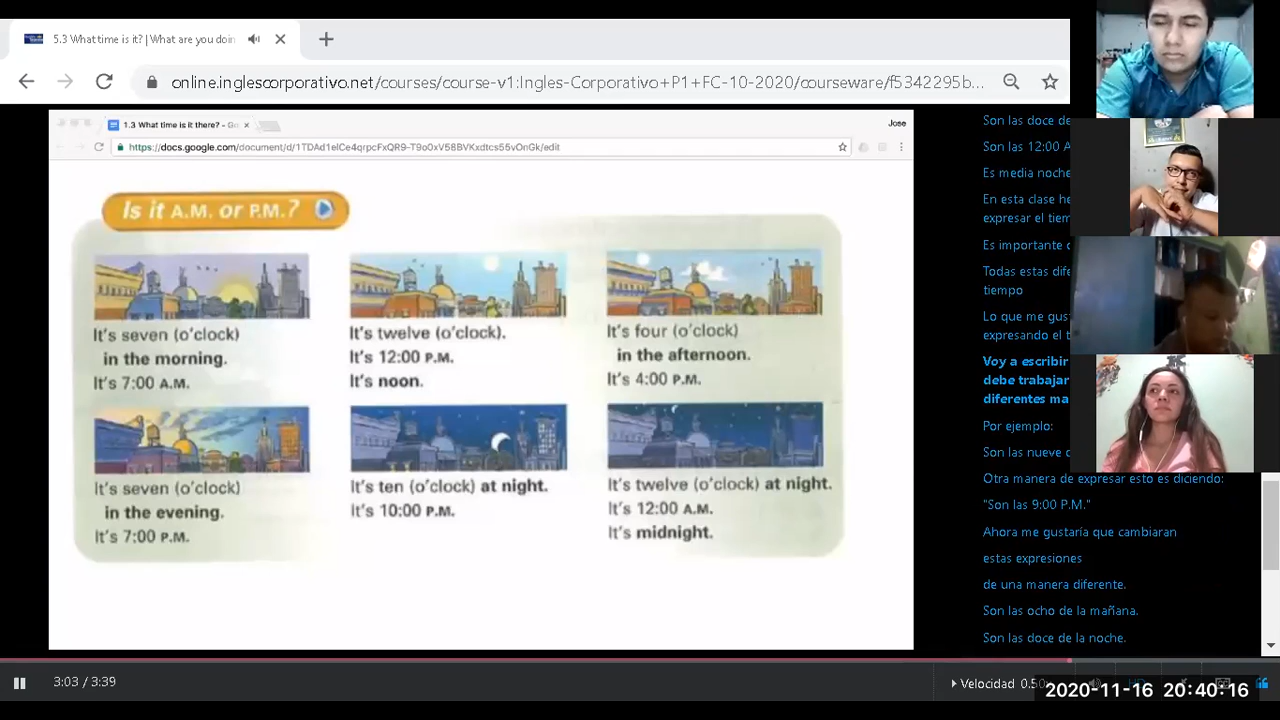 5.3 What time is it? | What are you doin
online.inglescorporativo.net/courses/course-v1:Ingles-Corporativo+P1+FC-10-2020/courseware/f5342295b...
1.3 What time is it there? - Go
Jose
https://docs.google.com/document/d/1TDAd1elCe4qrpcFxQR9-T9o0xV58BVKxdtcs55vOnGk/edit
Is it A.M. or P.M.?
It's seven (o'clock)
in the morning.
It's 7:00 A.M.
It's twelve (o'clock).
It's 12:00 P.M.
It's noon.
It's four (o'clock)
in the afternoon.
It's 4:00 P.M.
It's seven (o'clock)
in the evening.
It's 7:00 P.M.
It's ten (o'clock) at night.
It's 10:00 P.M.
It's twelve (o'clock) at night.
It's 12:00 A.M.
It's midnight.
Son las doce de
Son las 12:00 A
Es media noche
En esta clase he
expresar el tiem
Es importante
Todas estas dife
tiempo
Lo que me gus
expresando el t
Voy a escribir
debe trabajar
diferentes ma
Por ejemplo:
Son las nueve
Otra manera de expresar esto es diciendo:
"Son las 9:00 P.M."
Ahora me gustaría que cambiaran
estas expresiones
de una manera diferente.
Son las ocho de la mañana.
Son las doce de la noche.
3:03 / 3:39
Velocidad 0.50
HD
2020-11-16 20:40:16